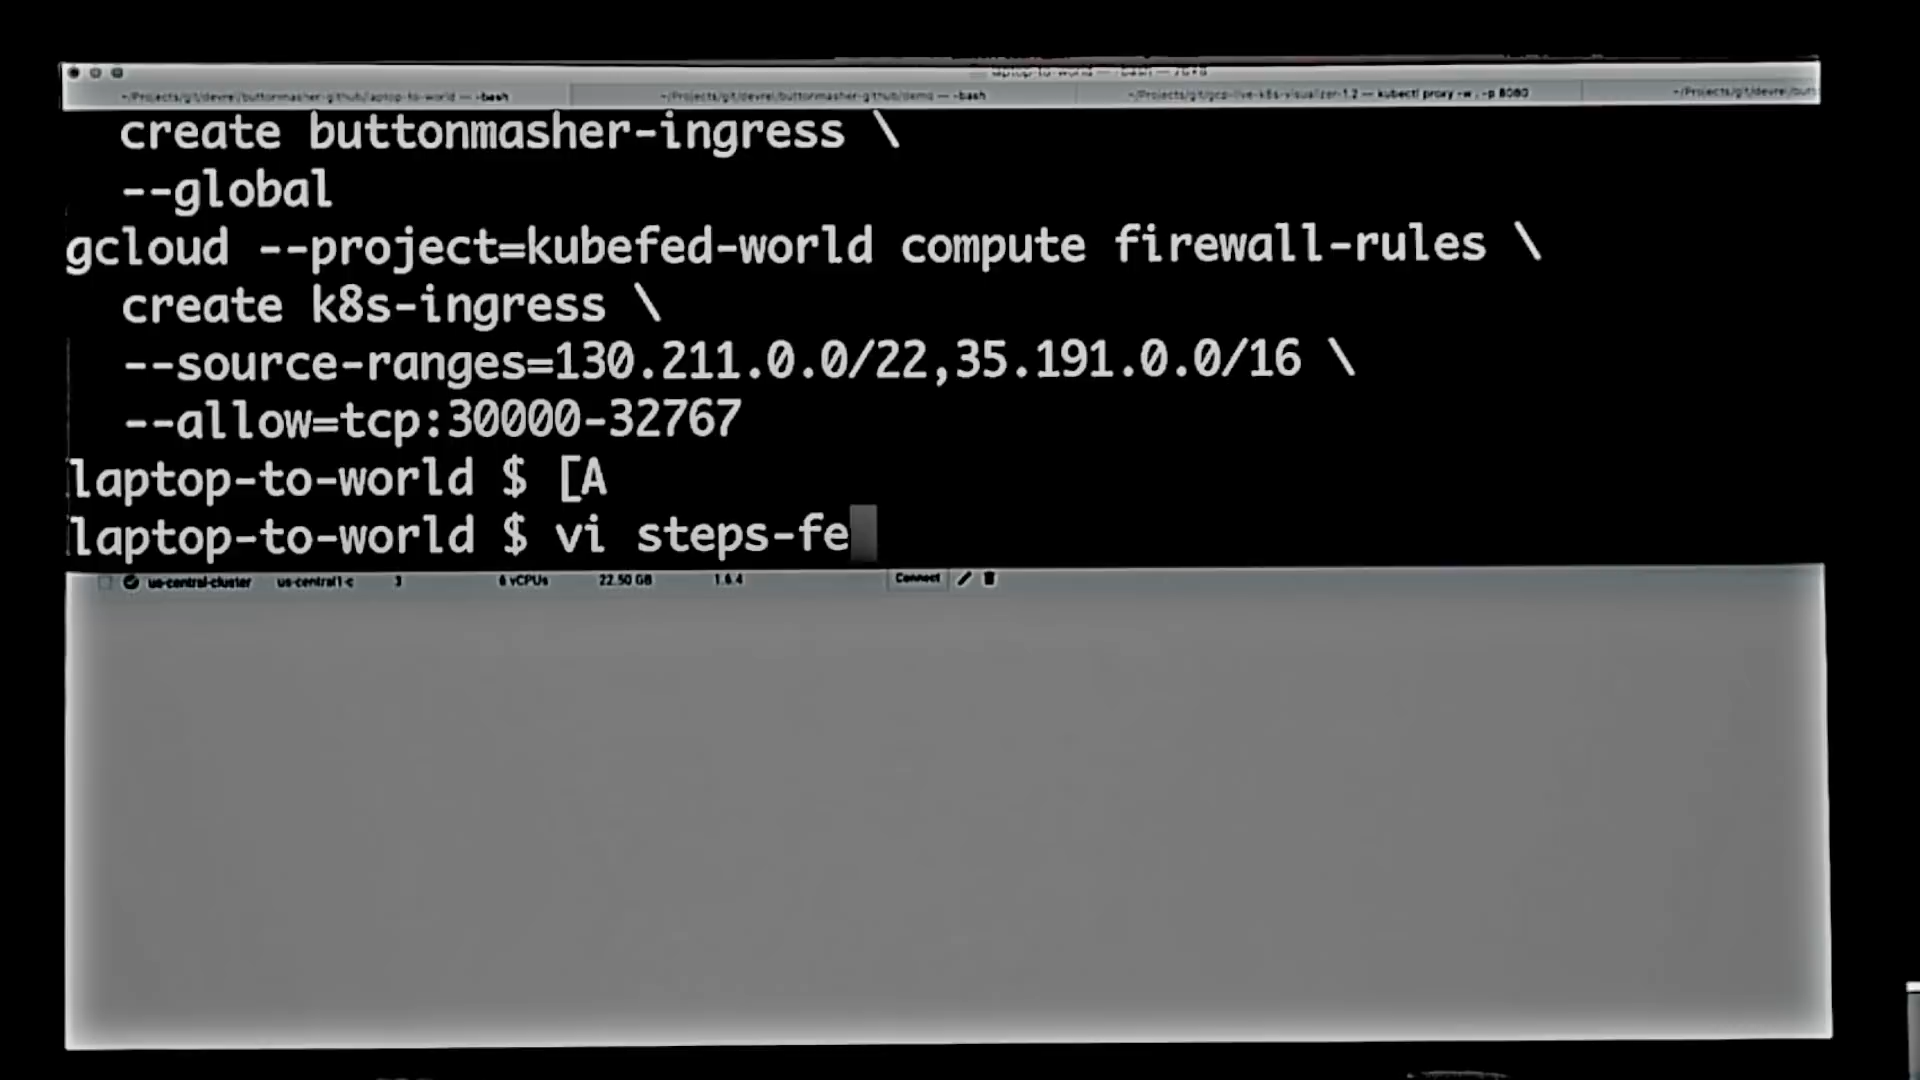 laptop-to-world — -bash — 76×8
~/Projects/git/devrel/buttonmasher-github/laptop-to-world — -bash
~/Projects/git/devrel/buttonmasher-github/demo — -bash
~/Projects/git/gcp-live-k8s-visualizer-1.2 — kubectl proxy -w . -p 8080
create buttonmasher-ingress \
--global
gcloud --project=kubefed-world compute firewall-rules \
create k8s-ingress \
--source-ranges=130.211.0.0/22,35.191.0.0/16 \
--allow=tcp:30000-32767
laptop-to-world $ [A
laptop-to-world $ vi steps-fe
us-central-cluster us-central1-c 3 6 vCPUs 22.50 GB 1.6.4 Connect